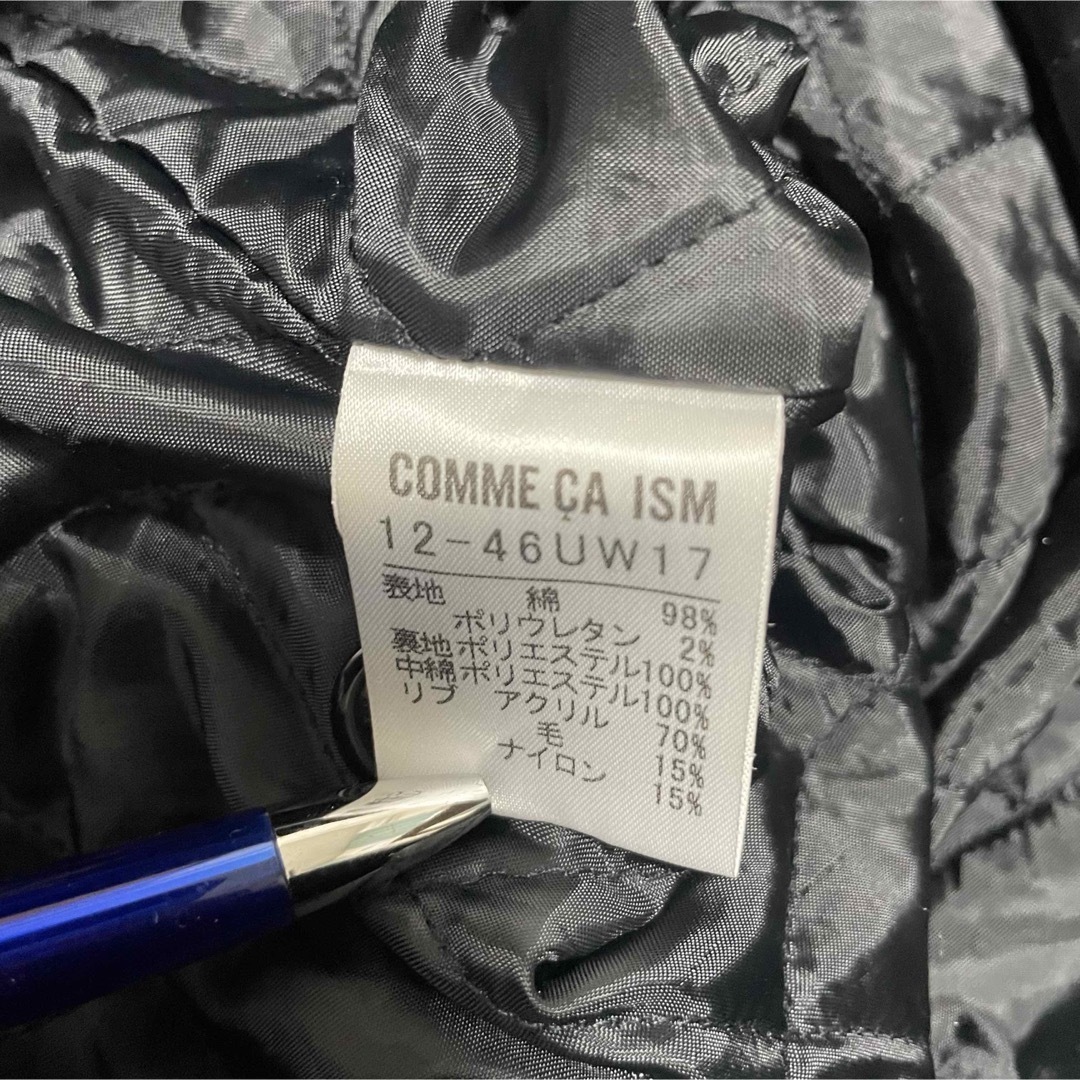 COMME ÇA ISM
12-46UW17
表地 綿 98%
ポリウレタン 2%
裏地ポリエステル100%
中綿ポリエステル100%
リブ アクリル 70%
毛 15%
ナイロン 15%